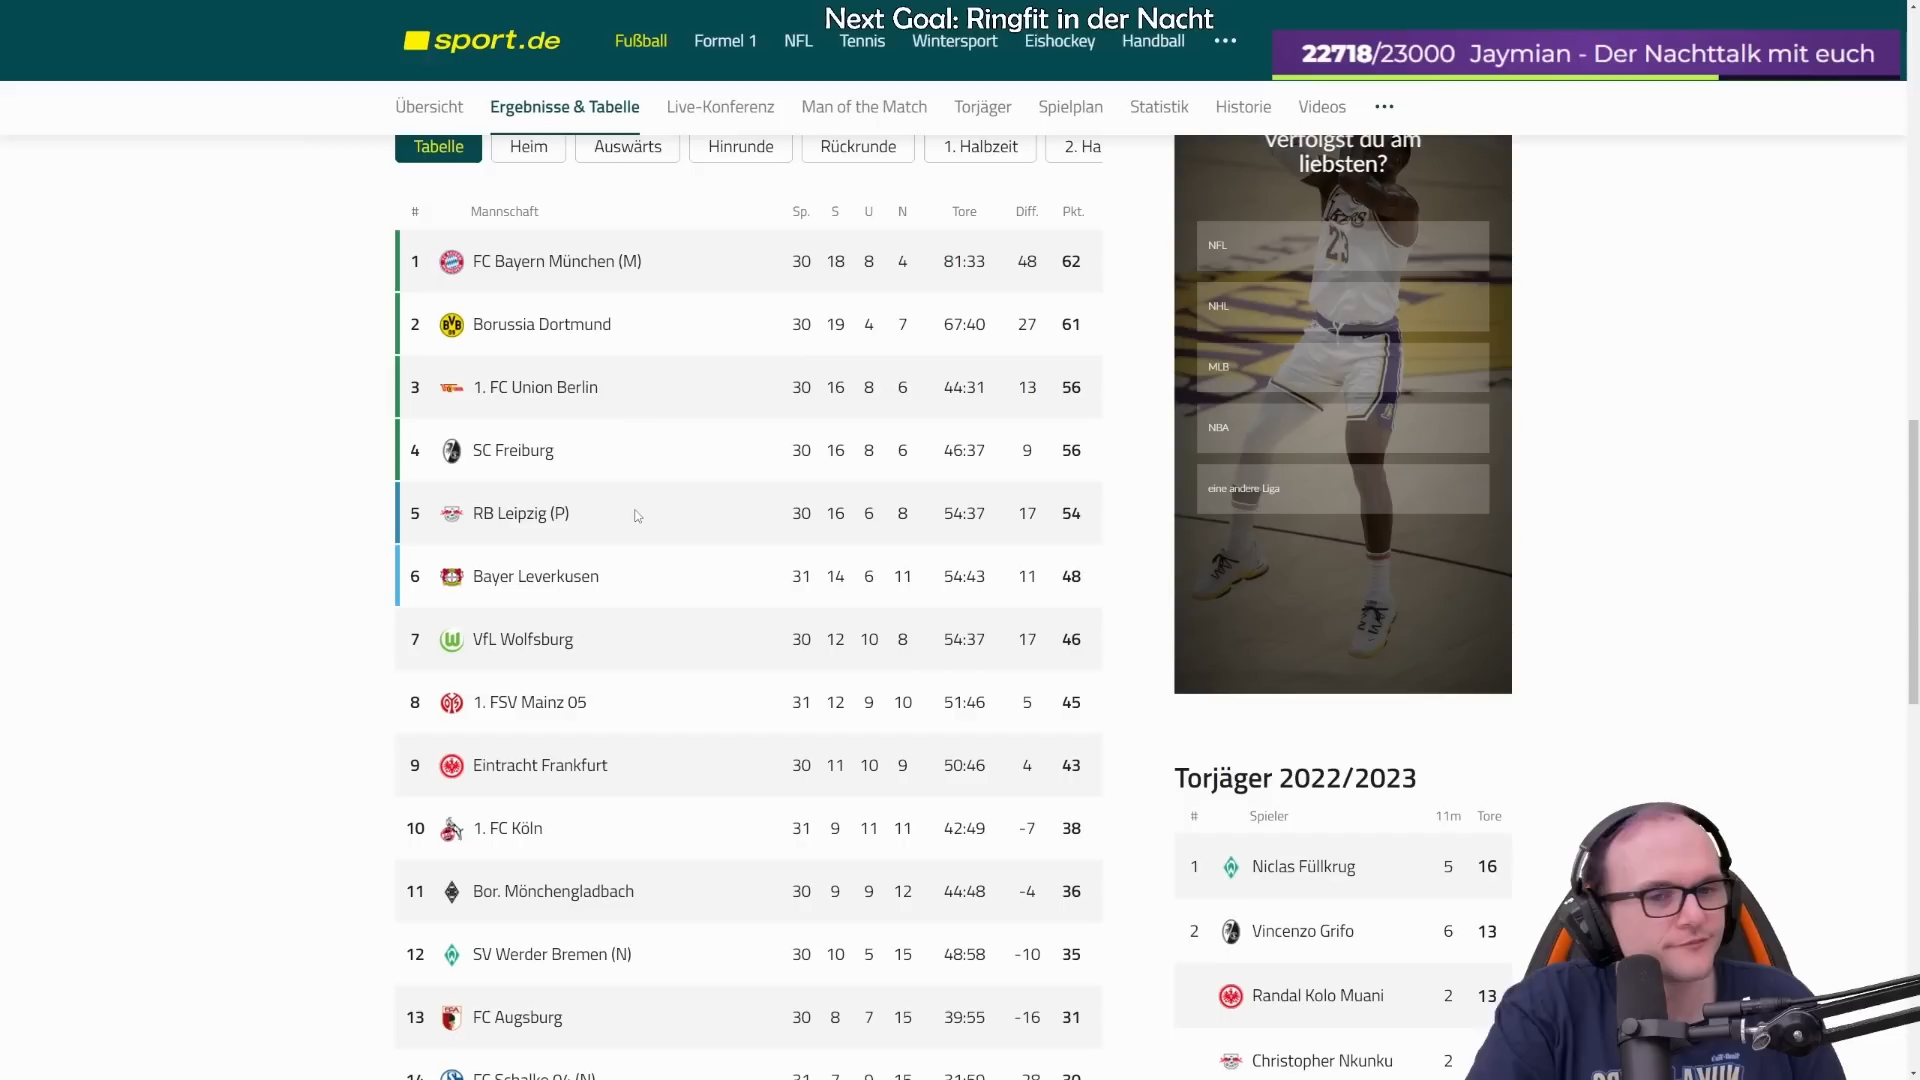 Next Goal: Ringfit in der Nacht
sport.de
Fußball Formel 1 NFL Tennis Wintersport Eishockey Handball •••
22718/23000 Jaymian - Der Nachttalk mit euch
Übersicht Ergebnisse & Tabelle Live-Konferenz Man of the Match Torjäger Spielplan Statistik Historie Videos •••
Tabelle Heim Auswärts Hinrunde Rückrunde 1. Halbzeit 2. Ha
# Mannschaft Sp. S U N Tore Diff. Pkt.
1 FC Bayern München (M) 30 18 8 4 81:33 48 62
2 Borussia Dortmund 30 19 4 7 67:40 27 61
3 1. FC Union Berlin 30 16 8 6 44:31 13 56
4 SC Freiburg 30 16 8 6 46:37 9 56
5 RB Leipzig (P) 30 16 6 8 54:37 17 54
6 Bayer Leverkusen 31 14 6 11 54:43 11 48
7 VfL Wolfsburg 30 12 10 8 54:37 17 46
8 1. FSV Mainz 05 31 12 9 10 51:46 5 45
9 Eintracht Frankfurt 30 11 10 9 50:46 4 43
10 1. FC Köln 31 9 11 11 42:49 -7 38
11 Bor. Mönchengladbach 30 9 9 12 44:48 -4 36
12 SV Werder Bremen (N) 30 10 5 15 48:58 -10 35
13 FC Augsburg 30 8 7 15 39:55 -16 31
14 FC Schalke 04 (N) 31 7 9 15 31:59 -28 30
verfolgst du am
liebsten?
NFL
NHL
MLB
NBA
eine andere Liga
Torjäger 2022/2023
# Spieler 11m Tore
1 Niclas Füllkrug 5 16
2 Vincenzo Grifo 6 13
Randal Kolo Muani 2 13
Christopher Nkunku 2